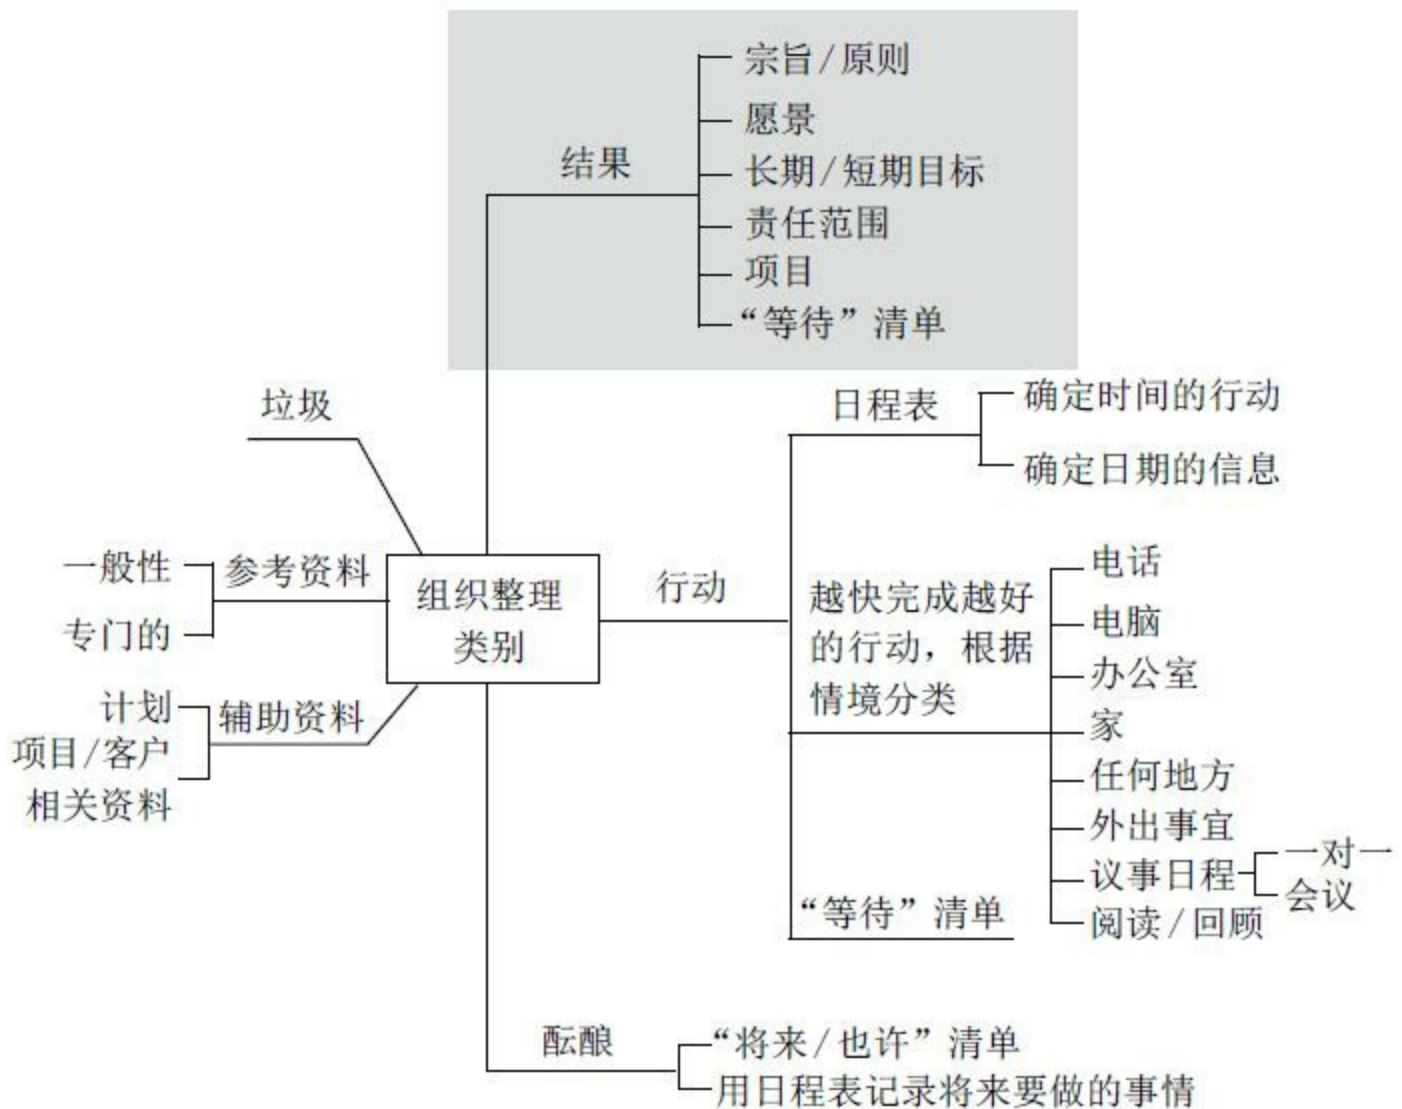 宗旨/原则
愿景
结果
长期/短期目标
责任范围
项目
“等待”清单
垃圾
日程表
确定时间的行动
确定日期的信息
一般性
参考资料
专门的
组织整理
类别
行动
越快完成越好
的行动，根据
情境分类
电话
电脑
办公室
家
任何地方
外出事宜
议事日程
一对一
会议
阅读/回顾
计划
辅助资料
项目/客户
相关资料
“等待”清单
酝酿
“将来/也许”清单
用日程表记录将来要做的事情